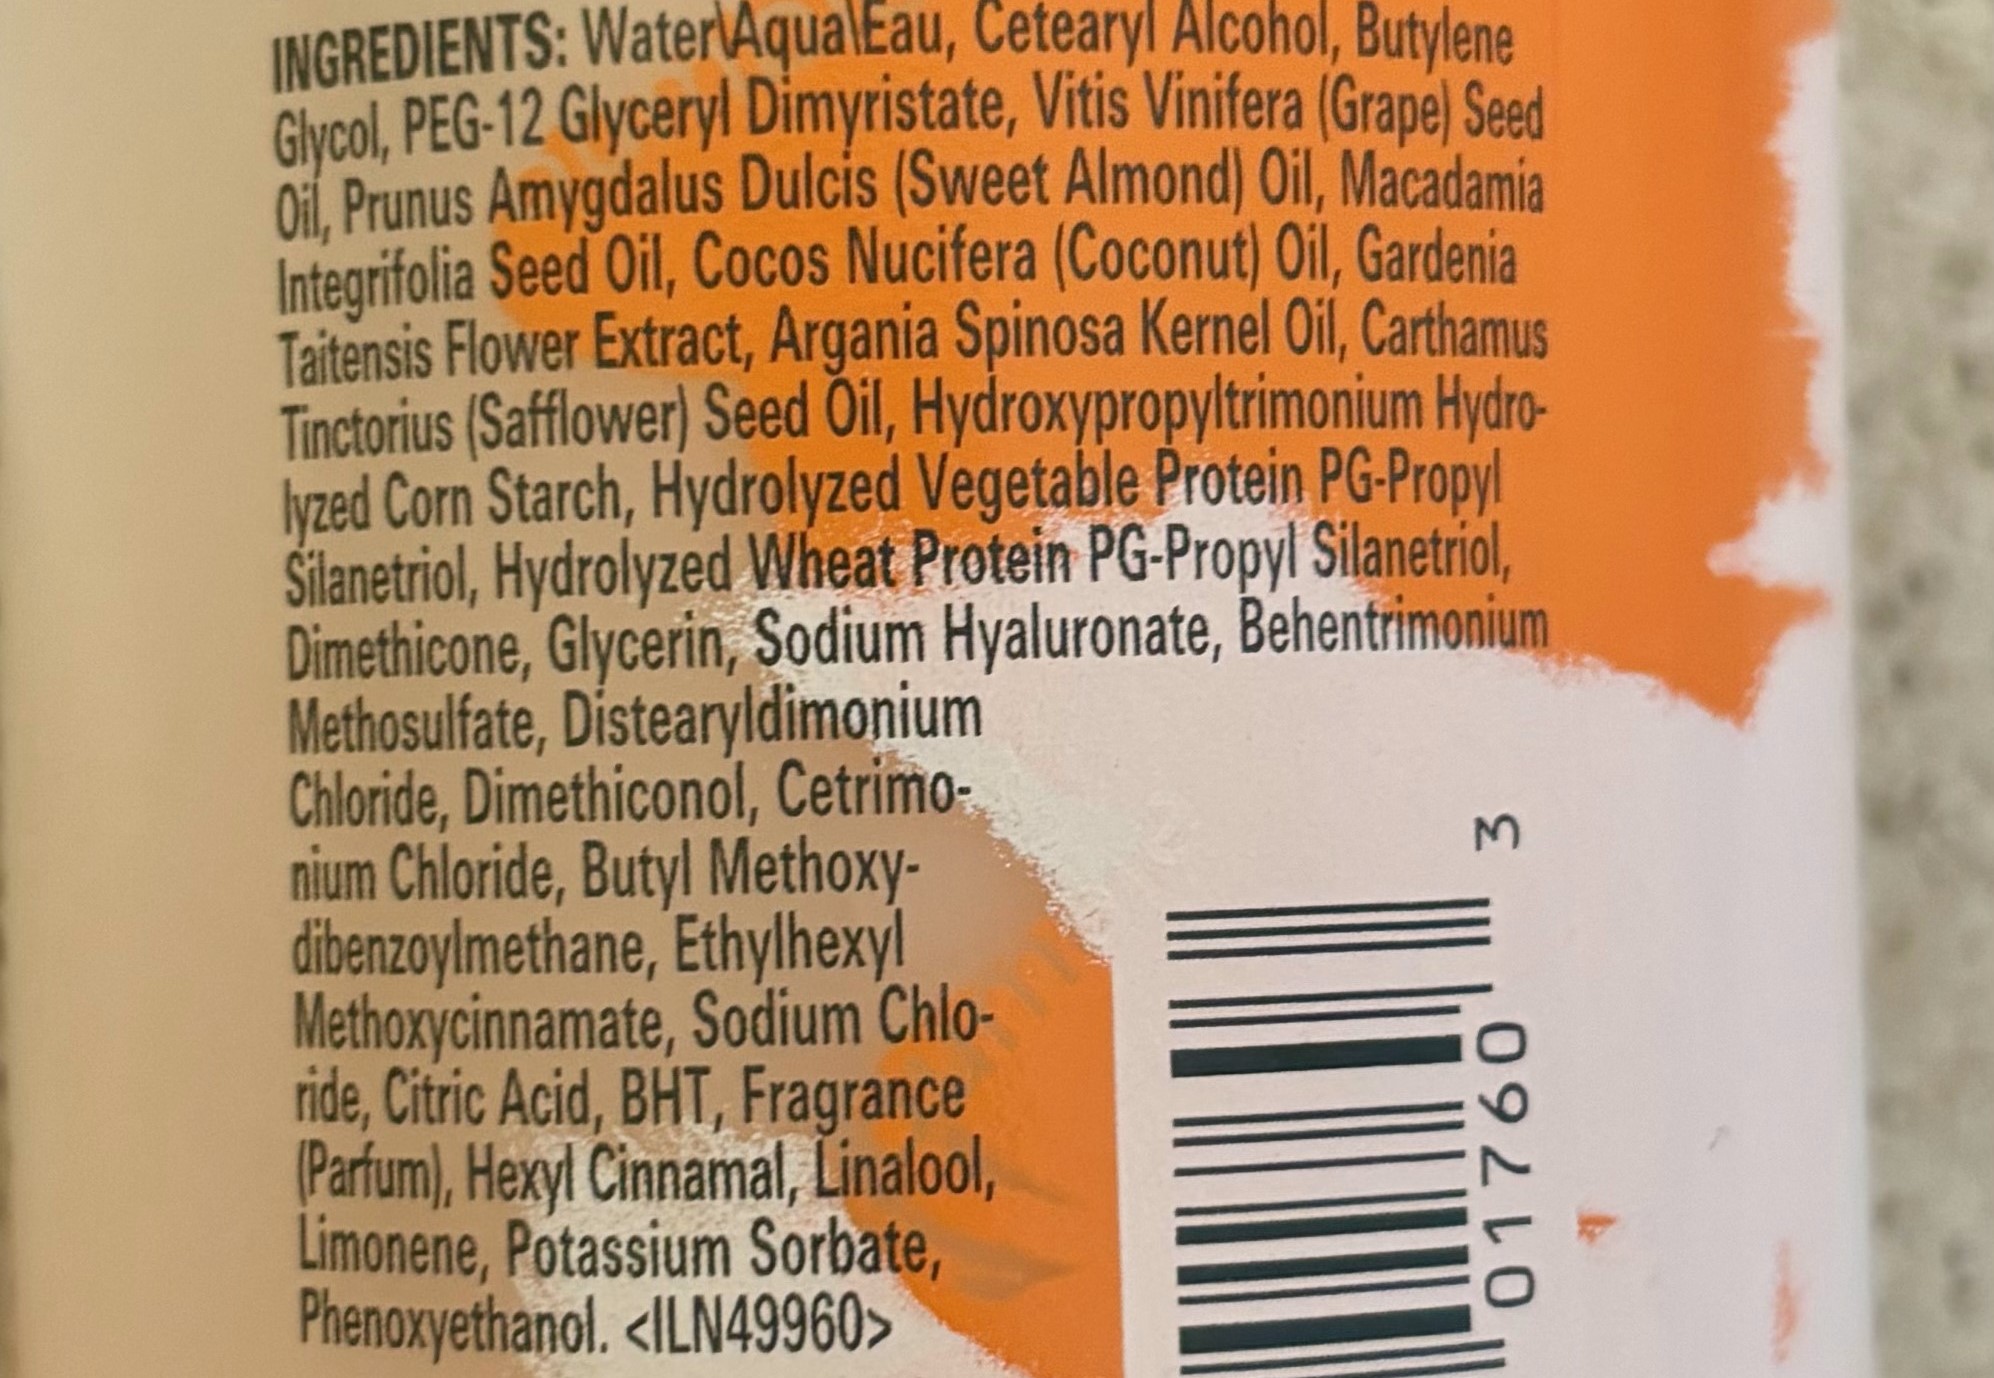 INGREDIENTS: Water\Aqua\Eau, Cetearyl Alcohol, Butylene
Glycol, PEG-12 Glyceryl Dimyristate, Vitis Vinifera (Grape) Seed
Oil, Prunus Amygdalus Dulcis (Sweet Almond) Oil, Macadamia
Integrifolia Seed Oil, Cocos Nucifera (Coconut) Oil, Gardenia
Taitensis Flower Extract, Argania Spinosa Kernel Oil, Carthamus
Tinctorius (Safflower) Seed Oil, Hydroxypropyltrimonium Hydro-
lyzed Corn Starch, Hydrolyzed Vegetable Protein PG-Propyl
Silanetriol, Hydrolyzed Wheat Protein PG-Propyl Silanetriol,
Dimethicone, Glycerin, Sodium Hyaluronate, Behentrimonium
Methosulfate, Distearyldimonium
Chloride, Dimethiconol, Cetrimo-
nium Chloride, Butyl Methoxy-
dibenzoylmethane, Ethylhexyl
Methoxycinnamate, Sodium Chlo-
ride, Citric Acid, BHT, Fragrance
(Parfum), Hexyl Cinnamal, Linalool,
Limonene, Potassium Sorbate,
Phenoxyethanol. <ILN49960>
01760 3